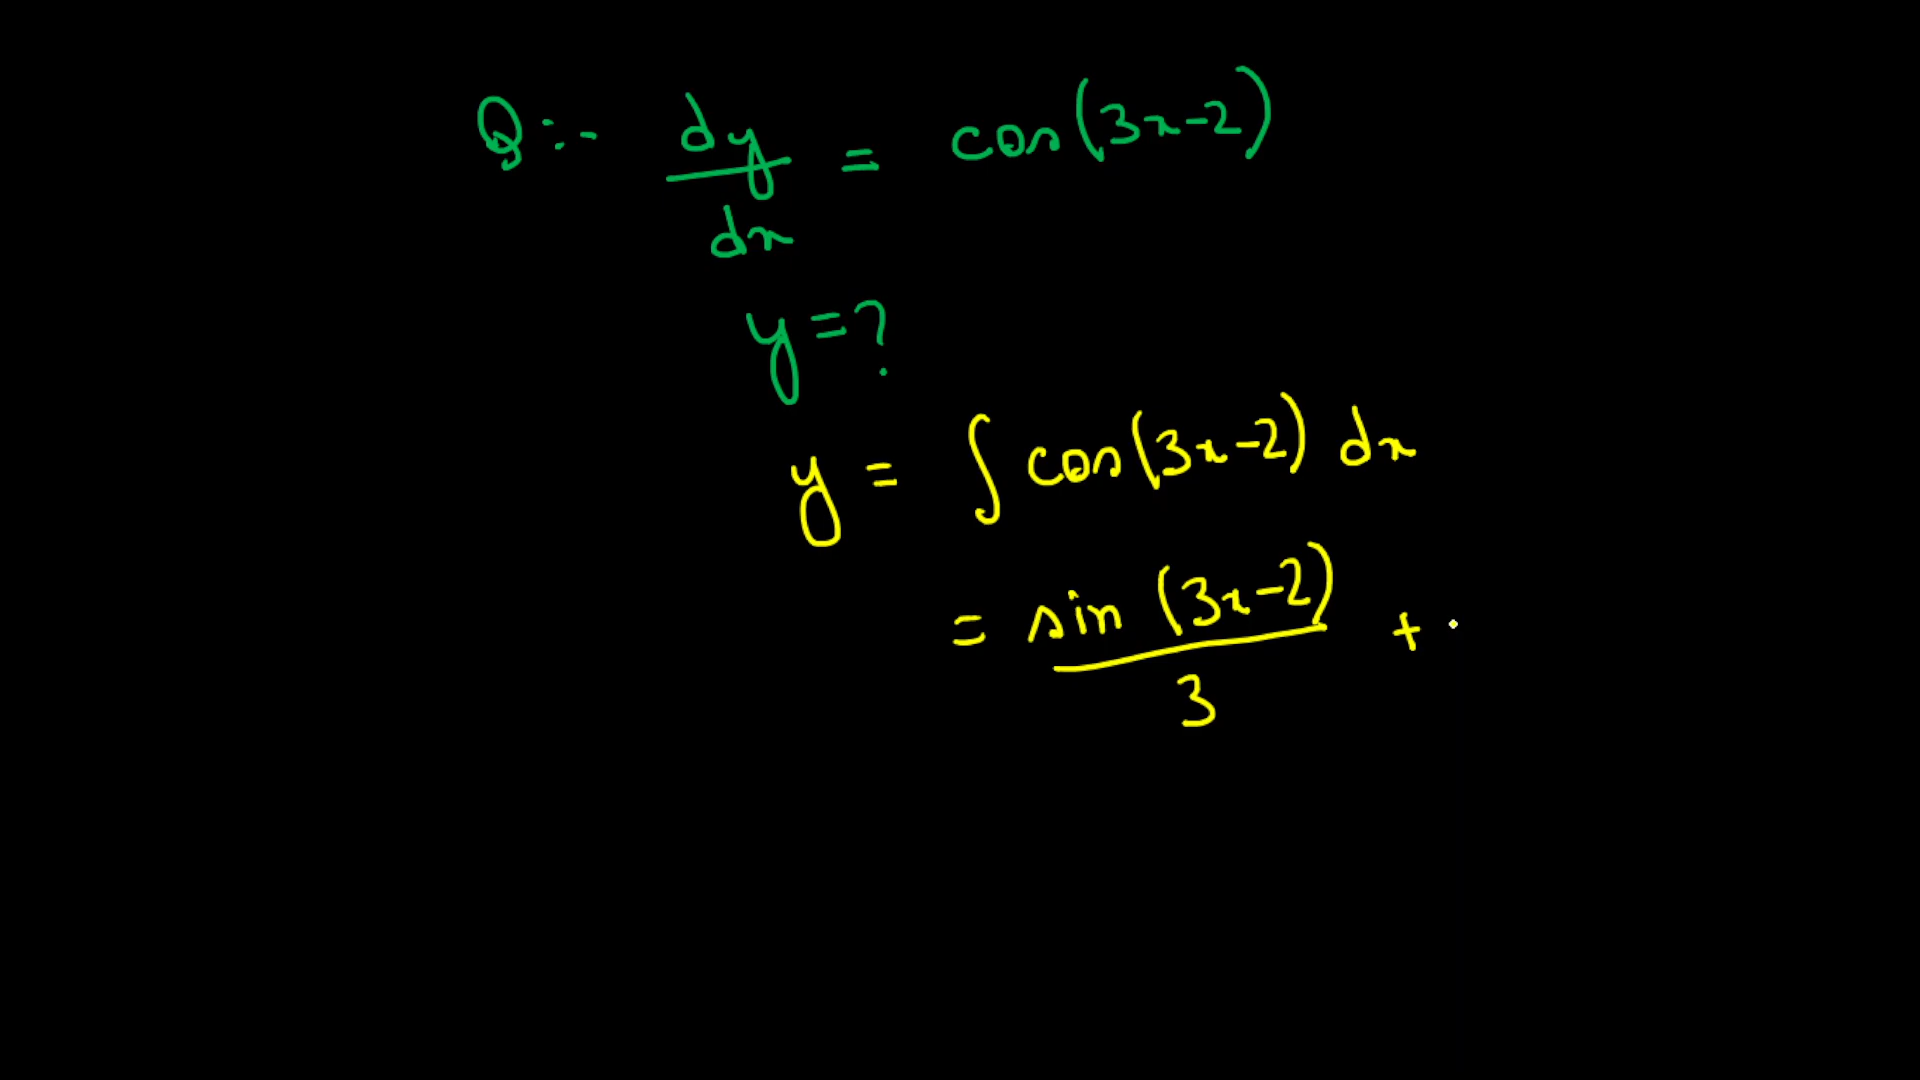 Q:- dy/dx = cos(3x-2)
y=?
y = ∫ cos(3x-2) dx
= sin (3x-2)/3 +